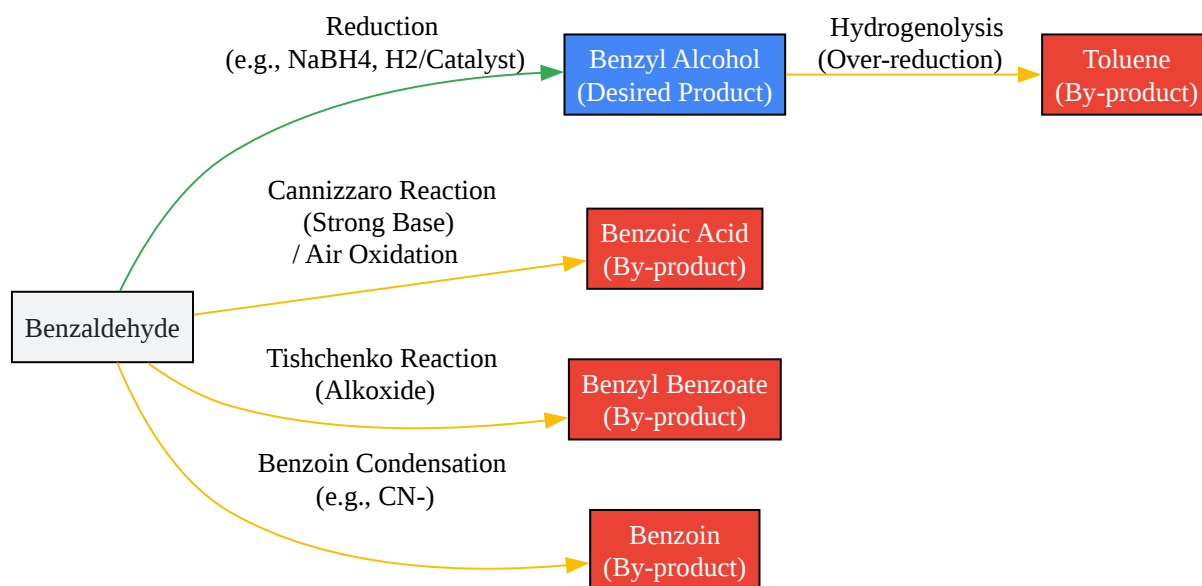 Reduction
(e.g., NaBH4, H2/Catalyst)
Benzyl Alcohol
(Desired Product)
Hydrogenolysis
(Over-reduction)
Toluene
(By-product)
Cannizzaro Reaction
(Strong Base)
/ Air Oxidation
Benzoic Acid
(By-product)
Benzaldehyde
Tishchenko Reaction
(Alkoxide)
Benzyl Benzoate
(By-product)
Benzoin Condensation
(e.g., CN-)
Benzoin
(By-product)